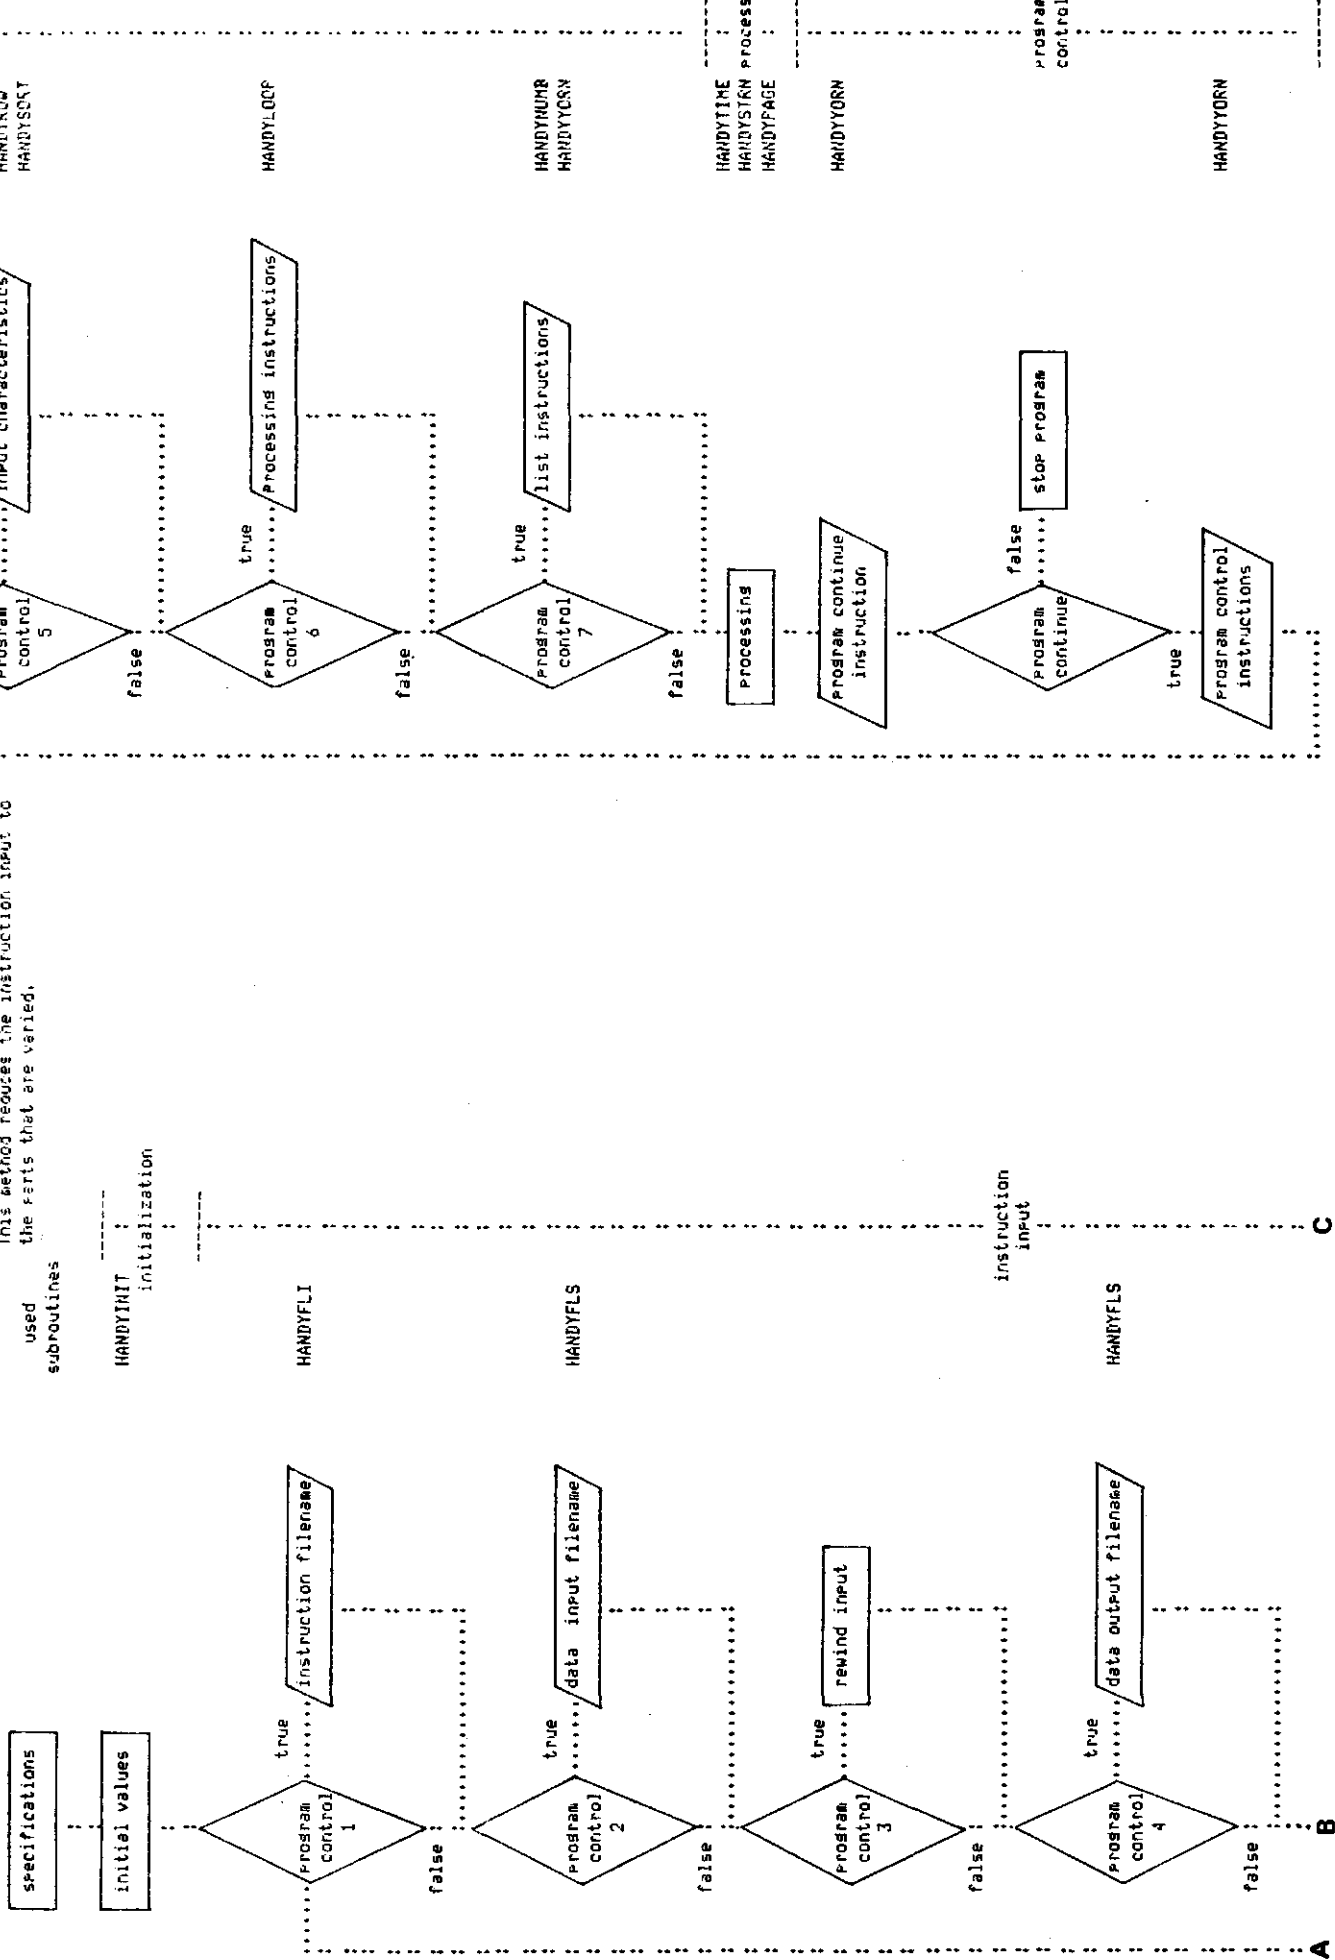 This method reduces the instruction input to
the parts that are varied.
used
subroutines
specifications
initial values
HANDYINIT
initialization
program
control
1
true
instruction filename
HANDYFLI
false
program
control
2
true
data input filename
HANDYFLS
false
program
control
3
true
rewind input
false
instruction
input
program
control
4
true
data output filename
HANDYFLS
false
A
B
C
program
control
5
input characteristics
HANDYSORT
false
program
control
6
true
processing instructions
HANDYLOOP
false
program
control
7
true
list instructions
HANDYNUMB
HANDYYORN
false
processing
HANDYTIME
HANDYSTRN process
HANDYPAGE
program continue
instruction
HANDYYORN
program
continue
false
stop program
program
control
true
program control
instructions
HANDYYORN